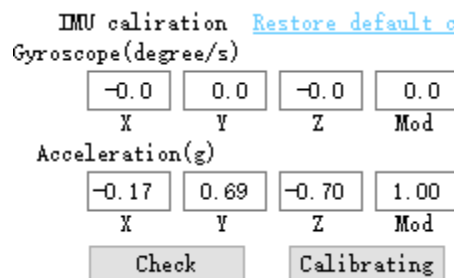 IMU caliration Restore default c
Gyroscope(degree/s)
-0.0 0.0 -0.0 0.0
X Y Z Mod
Acceleration(g)
-0.17 0.69 -0.70 1.00
X Y Z Mod
Check Calibrating